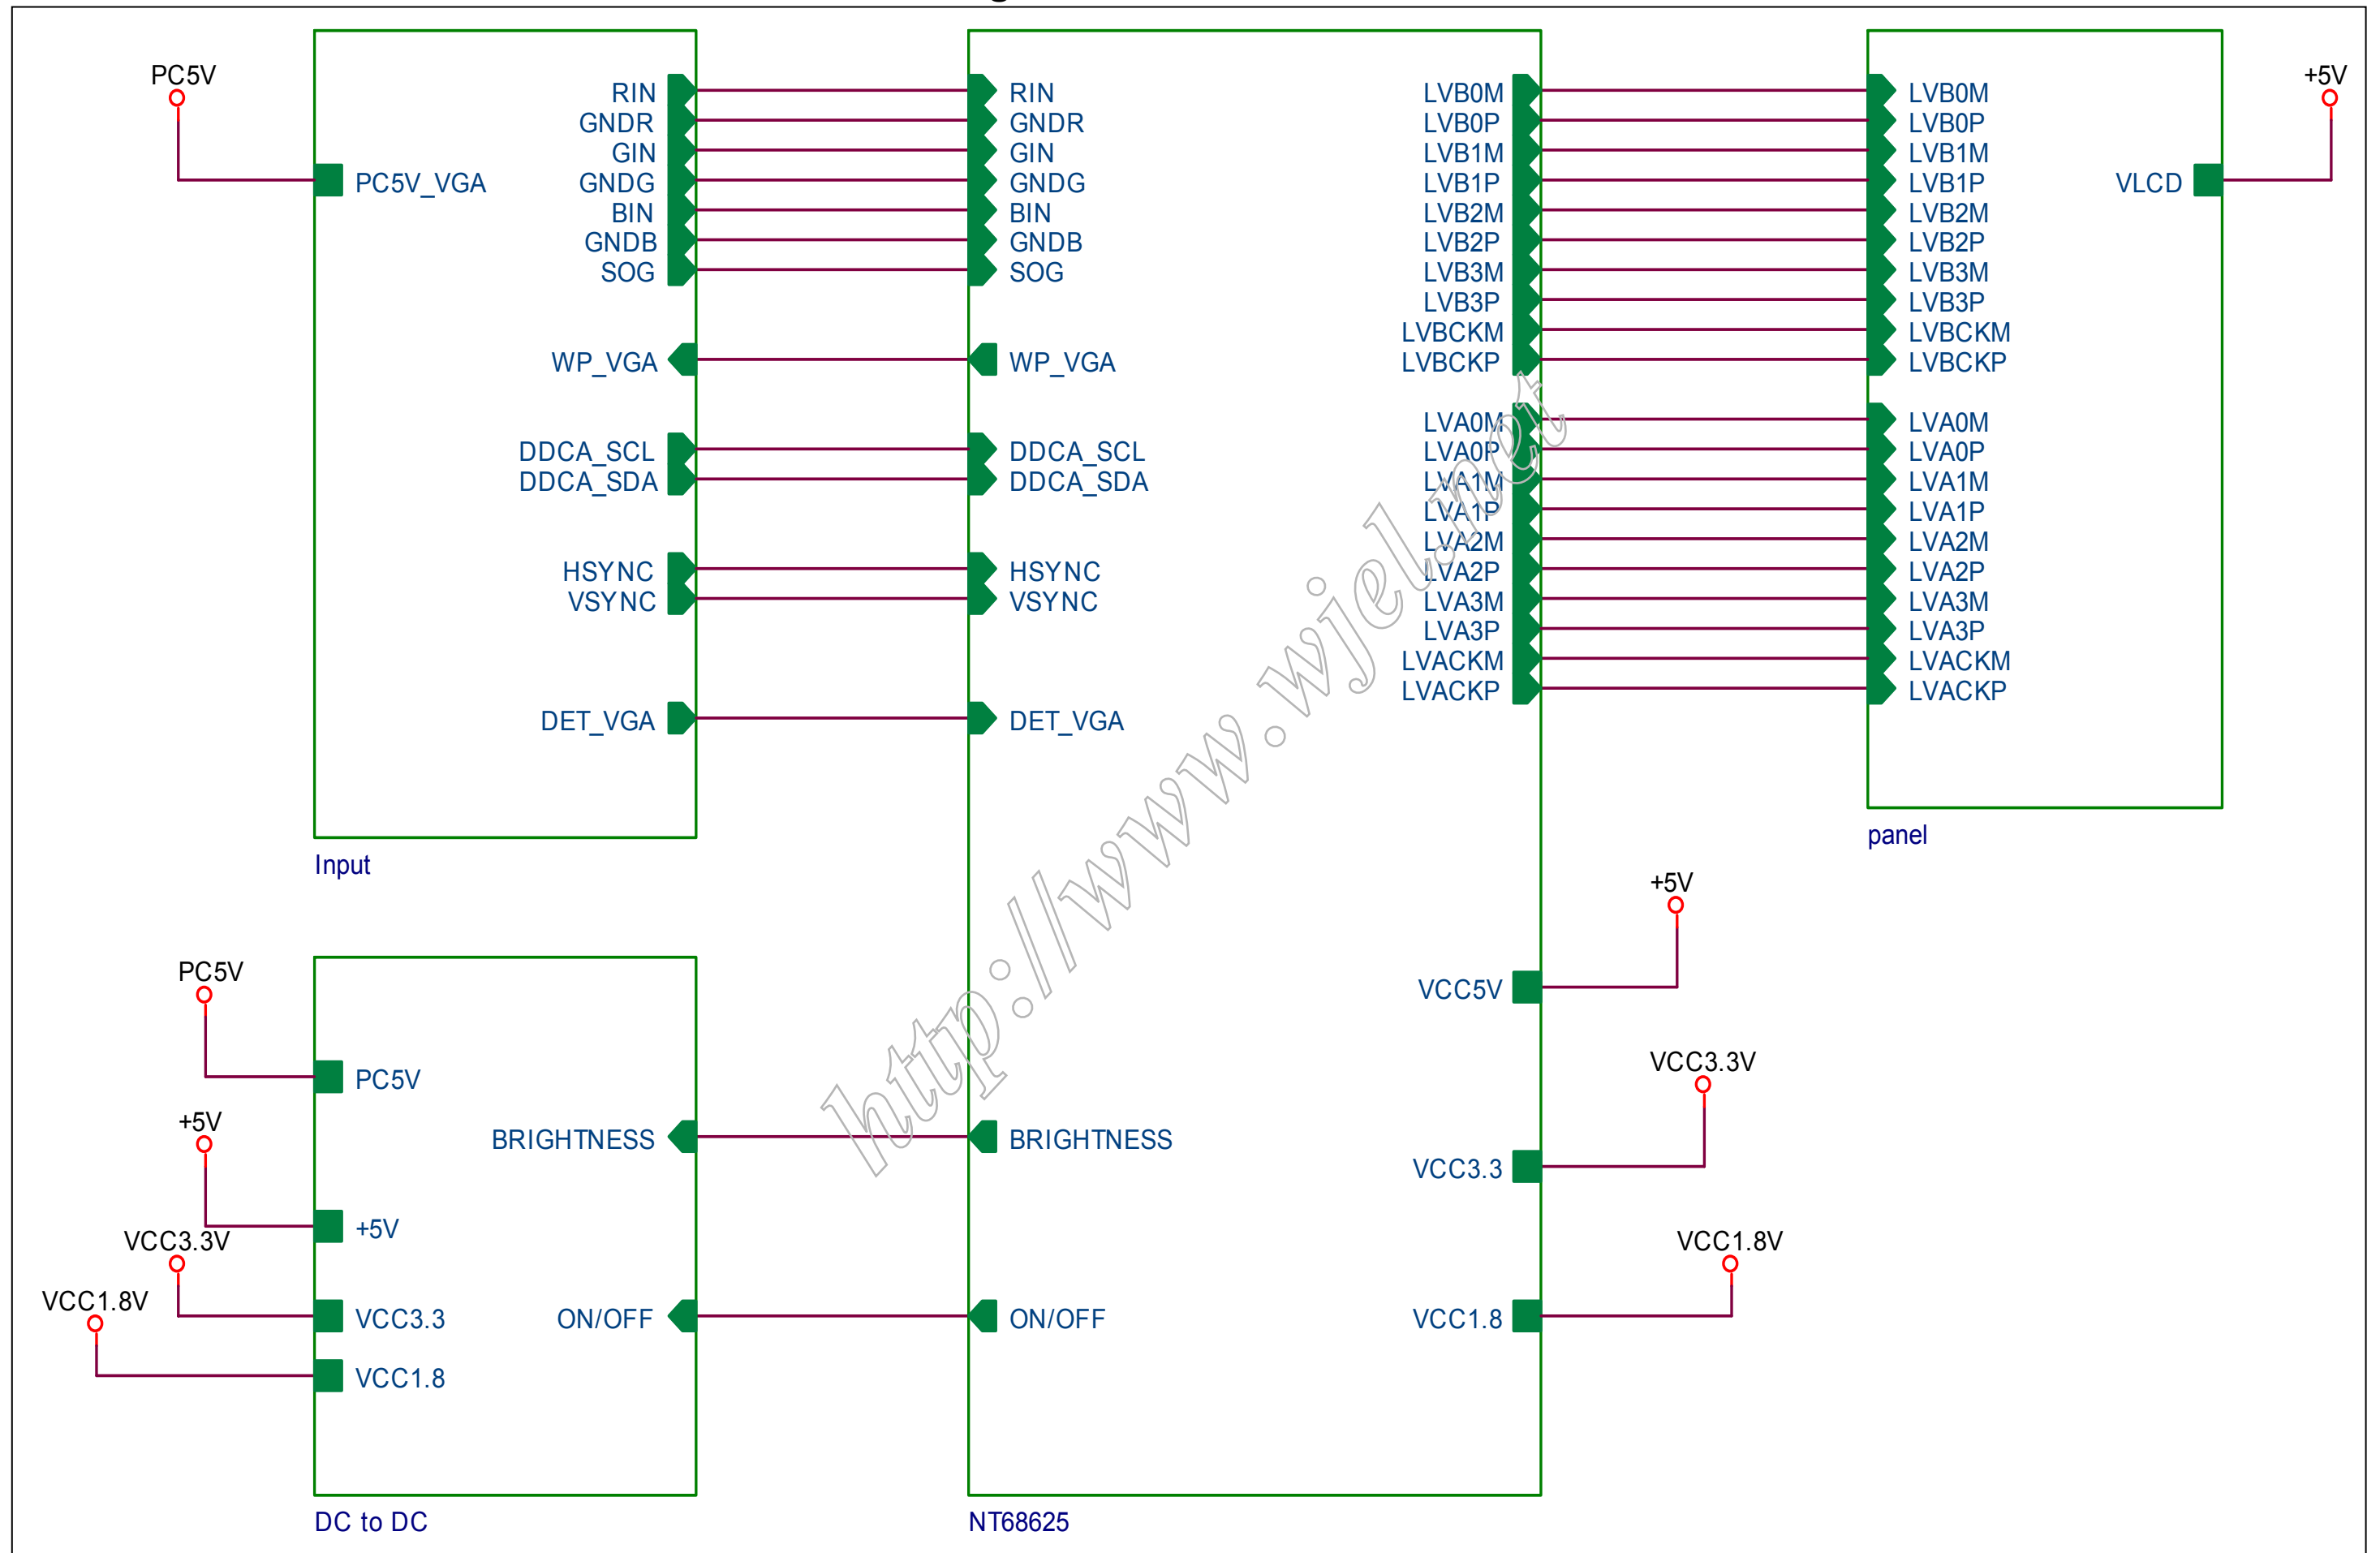 PC5V
PC5V_VGA
RIN
GNDR
GIN
GNDG
BIN
GNDB
SOG
WP_VGA
DDCA_SCL
DDCA_SDA
HSYNC
VSYNC
DET_VGA
Input
RIN
GNDR
GIN
GNDG
BIN
GNDB
SOG
WP_VGA
DDCA_SCL
DDCA_SDA
HSYNC
VSYNC
DET_VGA
LVB0M
LVB0P
LVB1M
LVB1P
LVB2M
LVB2P
LVB3M
LVB3P
LVBCKM
LVBCKP
LVA0M
LVA0P
LVA1M
LVA1P
LVA2M
LVA2P
LVA3M
LVA3P
LVACKM
LVACKP
LVB0M
LVB0P
LVB1M
LVB1P
LVB2M
LVB2P
LVB3M
LVB3P
LVBCKM
LVBCKP
LVA0M
LVA0P
LVA1M
LVA1P
LVA2M
LVA2P
LVA3M
LVA3P
LVACKM
LVACKP
VLCD
+5V
panel
PC5V
PC5V
+5V
+5V
VCC3.3V
VCC3.3
VCC1.8V
VCC1.8
BRIGHTNESS
ON/OFF
DC to DC
BRIGHTNESS
ON/OFF
VCC5V
+5V
VCC3.3
VCC3.3V
VCC1.8
VCC1.8V
NT68625
http://www.wjel.net